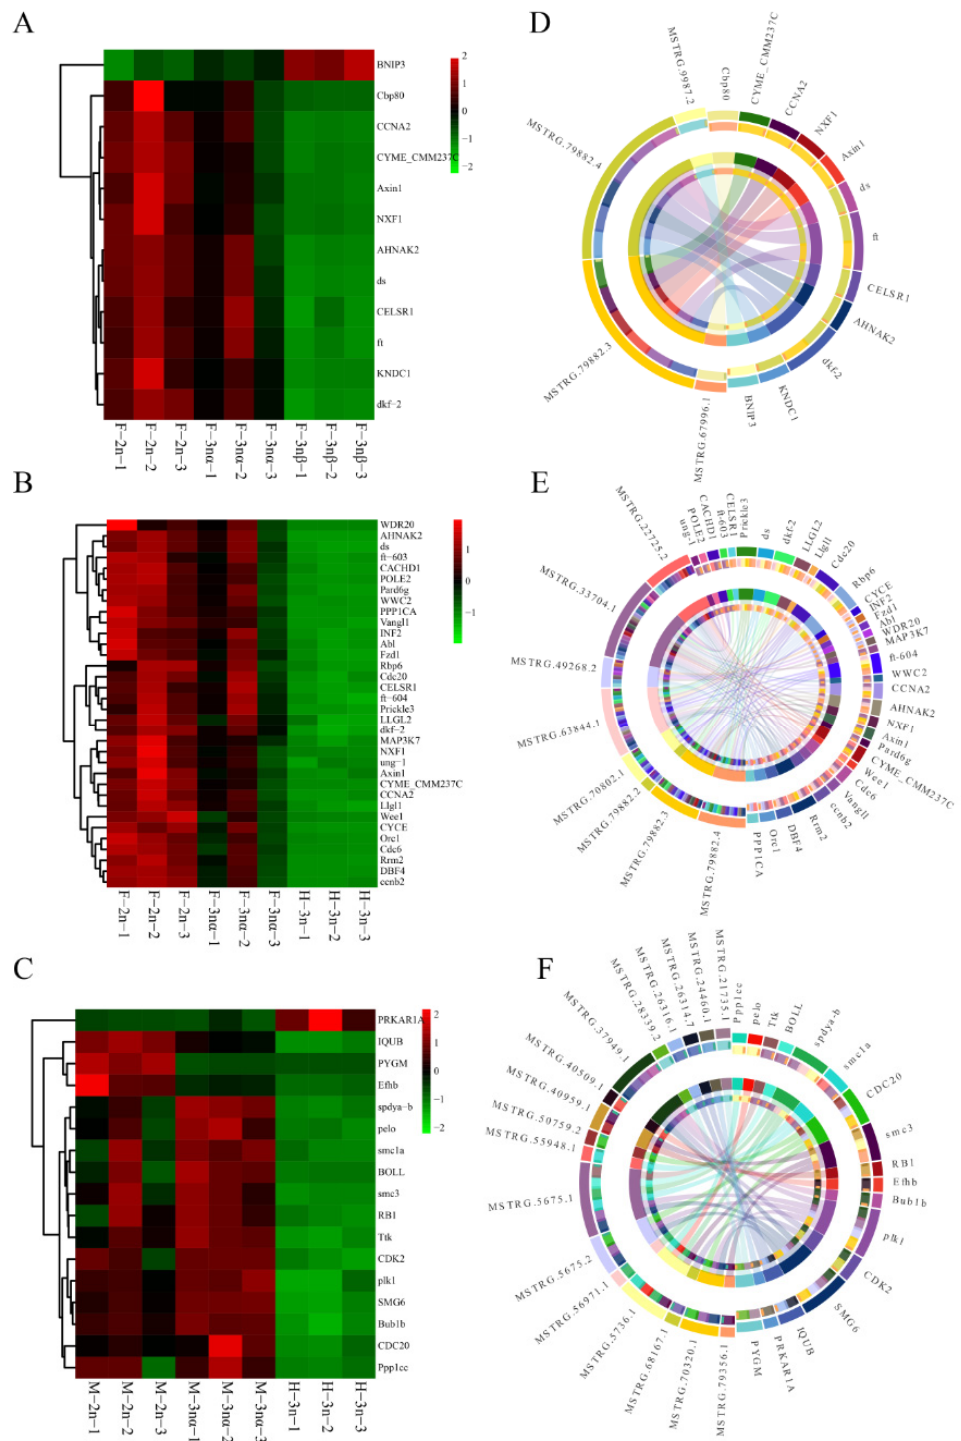 A
BNIP3
Cbp80
CCNA2
CYME_CMM237C
Axin1
NXF1
AHNAK2
ds
CELSR1
ft
KNDC1
dkf-2
2
1
0
−1
−2
F−2n−1
F−2n−2
F−2n−3
F−3nα−1
F−3nα−2
F−3nα−3
F−3nβ−1
F−3nβ−2
F−3nβ−3
D
MSTRG.9987.2
Cbp80
CYME_CMM237C
CCNA2
NXF1
Axin1
ds
ft
CELSR1
AHNAK2
dkf-2
KNDC1
BNIP3
MSTRG.67996.1
MSTRG.79882.3
MSTRG.79882.4
B
WDR20
AHNAK2
ds
ft-603
CACHD1
POLE2
Pard6g
WWC2
PPP1CA
Vangl1
INF2
Abl
Fzd1
Rbp6
Cdc20
CELSR1
ft-604
Prickle3
LLGL2
dkf-2
MAP3K7
NXF1
ung-1
Axin1
CYME_CMM237C
CCNA2
Llgl1
Wee1
CYCE
Orc1
Cdc6
Rrm2
DBF4
ccnb2
1
0
−1
F−2n−1
F−2n−2
F−2n−3
F−3nα−1
F−3nα−2
F−3nα−3
H−3n−1
H−3n−2
H−3n−3
E
MSTRG.22725.2
ung-1
POLE2
CACHD1
ft-603
CELSR1
Prickle3
ds
dkf-2
LLGL2
Llgl1
Cdc20
Rbp6
CYCE
INF2
Fzd1
Abl
WDR20
MAP3K7
ft-604
WWC2
CCNA2
AHNAK2
NXF1
Axin1
Pard6g
CYME_CMM237C
Wee1
Cdc6
Vangl1
ccnb2
Rrm2
DBF4
Orc1
PPP1CA
MSTRG.79882.4
MSTRG.79882.3
MSTRG.79882.2
MSTRG.70802.1
MSTRG.63844.1
MSTRG.49268.2
MSTRG.33704.1
C
PRKAR1A
IQUB
PYGM
Efhb
spdya-b
pelo
smc1a
BOLL
smc3
RB1
Ttk
CDK2
plk1
SMG6
Bub1b
CDC20
Ppp1cc
2
1
0
−1
−2
M−2n−1
M−2n−2
M−2n−3
M−3nα−1
M−3nα−2
M−3nα−3
H−3n−1
H−3n−2
H−3n−3
F
MSTRG.37949.1
MSTRG.28339.2
MSTRG.26316.1
MSTRG.26314.7
MSTRG.24460.1
MSTRG.21735.1
Ppp1cc
pelo
Ttk
BOLL
spdya-b
smc1a
CDC20
smc3
RB1
Efhb
Bub1b
plk1
CDK2
SMG6
IQUB
PRKAR1A
PYGM
MSTRG.79356.1
MSTRG.70320.1
MSTRG.68167.1
MSTRG.5736.1
MSTRG.56971.1
MSTRG.5675.2
MSTRG.5675.1
MSTRG.55948.1
MSTRG.50759.2
MSTRG.40959.1
MSTRG.40509.1